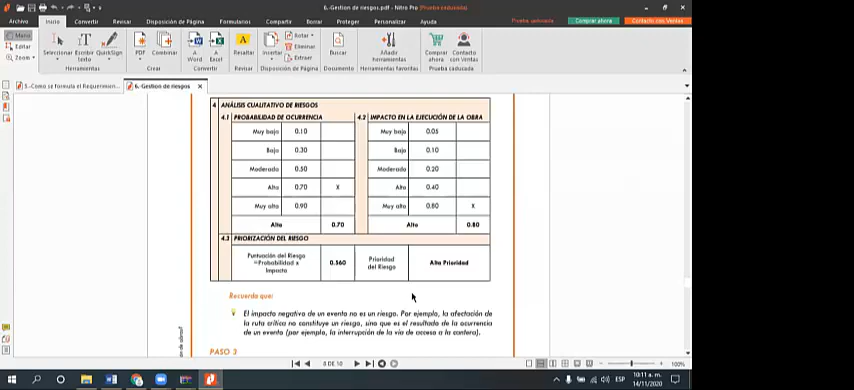 6.-Gestion de riesgos.pdf - Nitro Pro (Prueba caducada)
Archivo Inicio Convertir Revisar Disposición de Página Formularios Compartir Borrar Proteger Personalizar Ayuda Prueba caducada Comprar ahora Contacto con Ventas
Mano
Editar
Zoom
Seleccionar Escribir texto QuickSign
Herramientas
PDF Combinar
Crear
A Word A Excel
Convertir
Resaltar
Revisar
Insertar Rotar
Eliminar
Extraer
Disposición de Página
Buscar
Documento
Añadir herramientas
Herramientas favoritas
Comprar ahora Contacto con Ventas
Prueba caducada
5.-Como se formula el Requerimien... 6.-Gestion de riesgos
4 ANÁLISIS CUALITATIVO DE RIESGOS
4.1 PROBABILIDAD DE OCURRENCIA 4.2 IMPACTO EN LA EJECUCIÓN DE LA OBRA
Muy baja 0.10 Muy bajo 0.05
Baja 0.30 Bajo 0.10
Moderada 0.50 Moderado 0.20
Alta 0.70 X Alto 0.40
Muy alta 0.90 Muy alto 0.80 X
Alta 0.70 Alto 0.80
4.3 PRIORIZACIÓN DEL RIESGO
Puntuación del Riesgo
=Probabilidad x
Impacto
0.560
Prioridad
del Riesgo
Alta Prioridad
Recuerda que:
El impacto negativo de un evento no es un riesgo. Por ejemplo, la afectación de
la ruta crítica no constituye un riesgo, sino que es el resultado de la ocurrencia
de un evento (por ejemplo, la interrupción de la vía de acceso a la cantera).
PASO 3
8 DE 10
100%
ESP
10:11 a. m.
14/11/2020